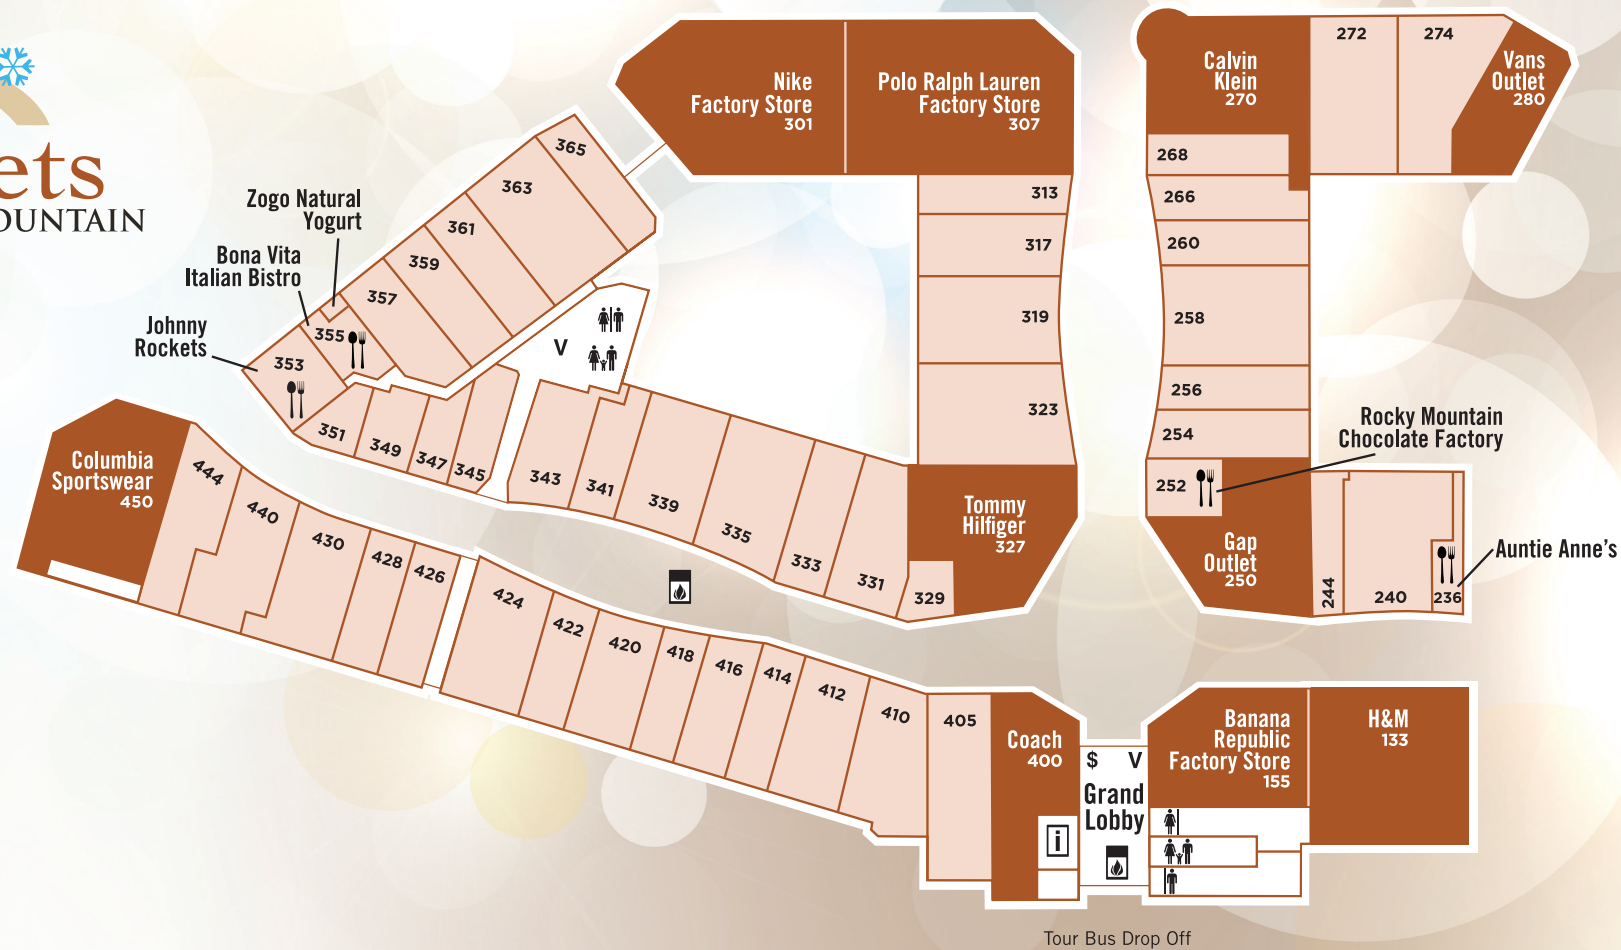 ets
OUNTAIN
Nike
Factory Store
301
Polo Ralph Lauren
Factory Store
307
Calvin
Klein
270
272
274
Vans
Outlet
280
365
363
361
359
357
Zogo Natural
Yogurt
Bona Vita
Italian Bistro
355
Johnny
Rockets
353
313
317
319
323
268
266
260
258
256
254
252
Rocky Mountain
Chocolate Factory
V
351
349
347
345
343
341
339
335
333
331
329
Tommy
Hilfiger
327
Gap
Outlet
250
244
240
236
Auntie Anne's
Columbia
Sportswear
450
444
440
430
428
426
424
422
420
418
416
414
412
410
405
Coach
400
$ V
Grand
Lobby
i
Banana
Republic
Factory Store
155
H&M
133
Tour Bus Drop Off